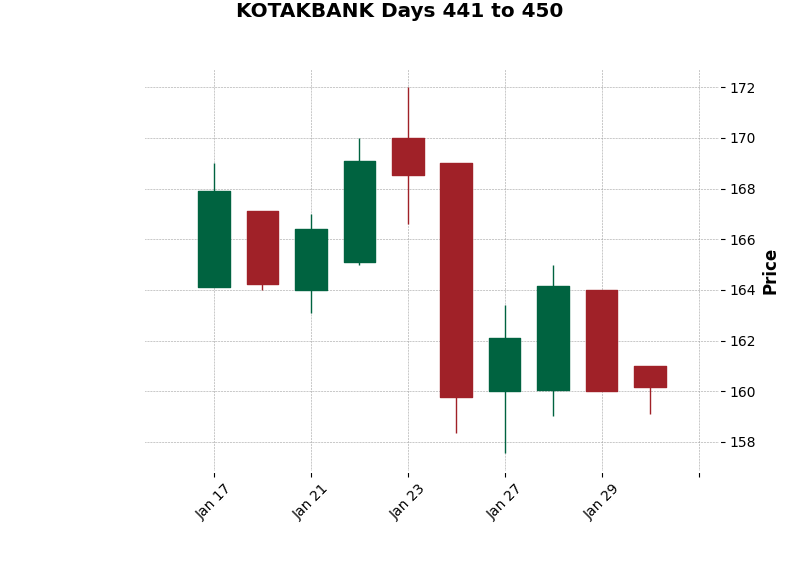 KOTAKBANK Days 441 to 450
172
170
168
166
164
162
160
158
Price
Jan 17
Jan 21
Jan 23
Jan 27
Jan 29